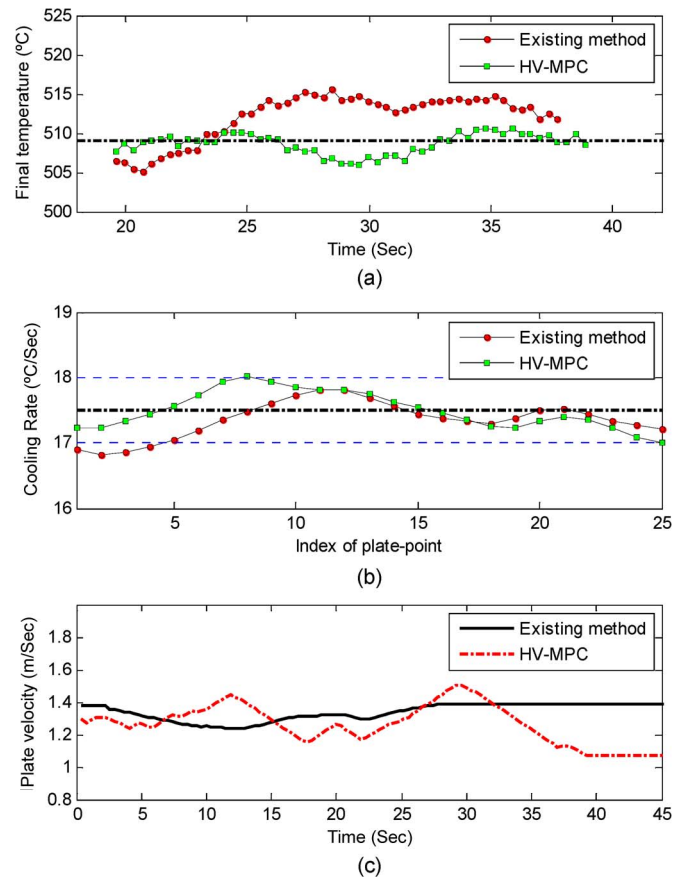 525
520
515
510
505
500
Final temperature (ºC)
Existing method
HV-MPC
20 25 30 35 40
Time (Sec)
(a)
19
18
17
16
Cooling Rate (ºC/Sec)
Existing method
HV-MPC
5 10 15 20 25
Index of plate-point
(b)
1.8
1.6
1.4
1.2
1
0.8
Plate velocity (m/Sec)
Existing method
HV-MPC
0 5 10 15 20 25 30 35 40 45
Time (Sec)
(c)